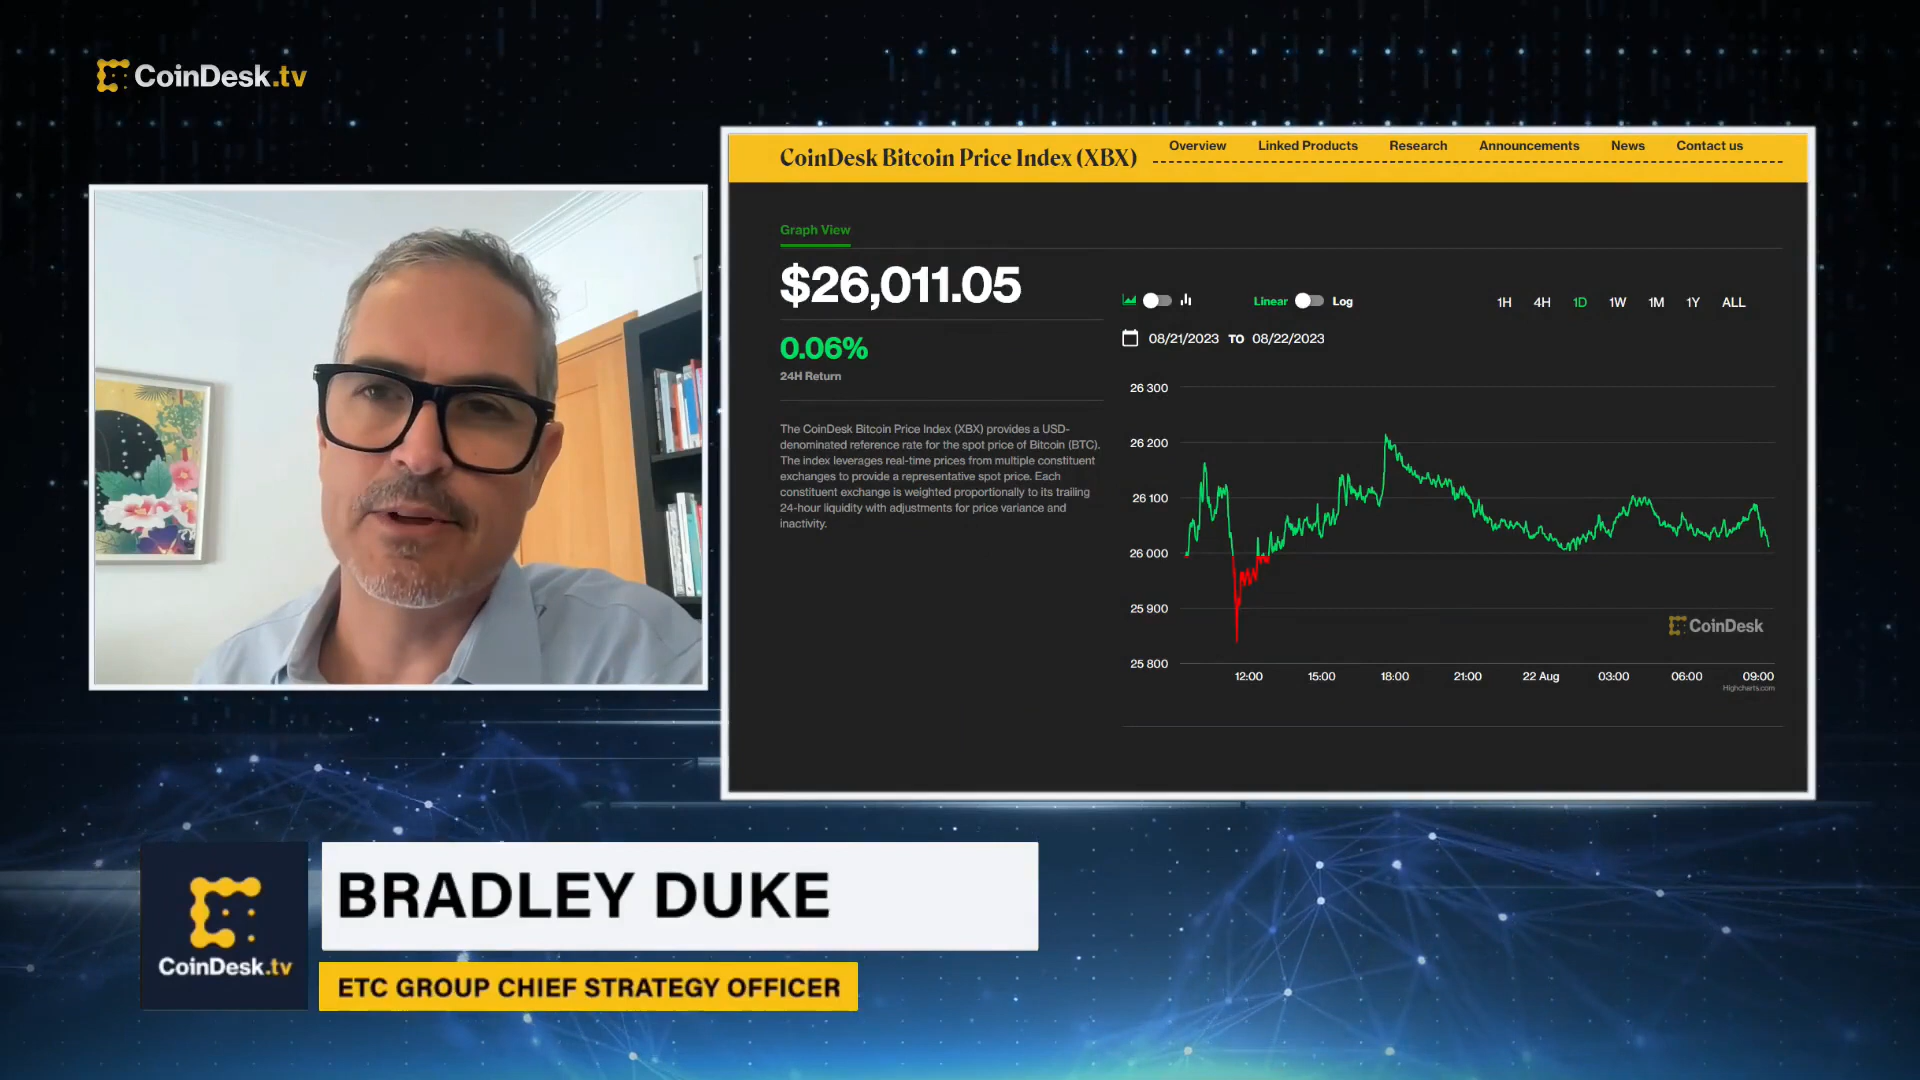 CoinDesk.tv
CoinDesk Bitcoin Price Index (XBX)
Overview
Linked Products
Research
Announcements
News
Contact us
Graph View
$26,011.05
0.06%
24H Return
The CoinDesk Bitcoin Price Index (XBX) provides a USD-
denominated reference rate for the spot price of Bitcoin (BTC).
The index leverages real-time prices from multiple constituent
exchanges to provide a representative spot price. Each
constituent exchange is weighted proportionally to its trailing
24-hour liquidity with adjustments for price variance and
inactivity.
Linear
Log
1H
4H
1D
1W
1M
1Y
ALL
08/21/2023 TO 08/22/2023
26 300
26 200
26 100
26 000
25 900
25 800
CoinDesk
12:00
15:00
18:00
21:00
22 Aug
03:00
06:00
09:00
Highcharts.com
BRADLEY DUKE
ETC GROUP CHIEF STRATEGY OFFICER
CoinDesk.tv